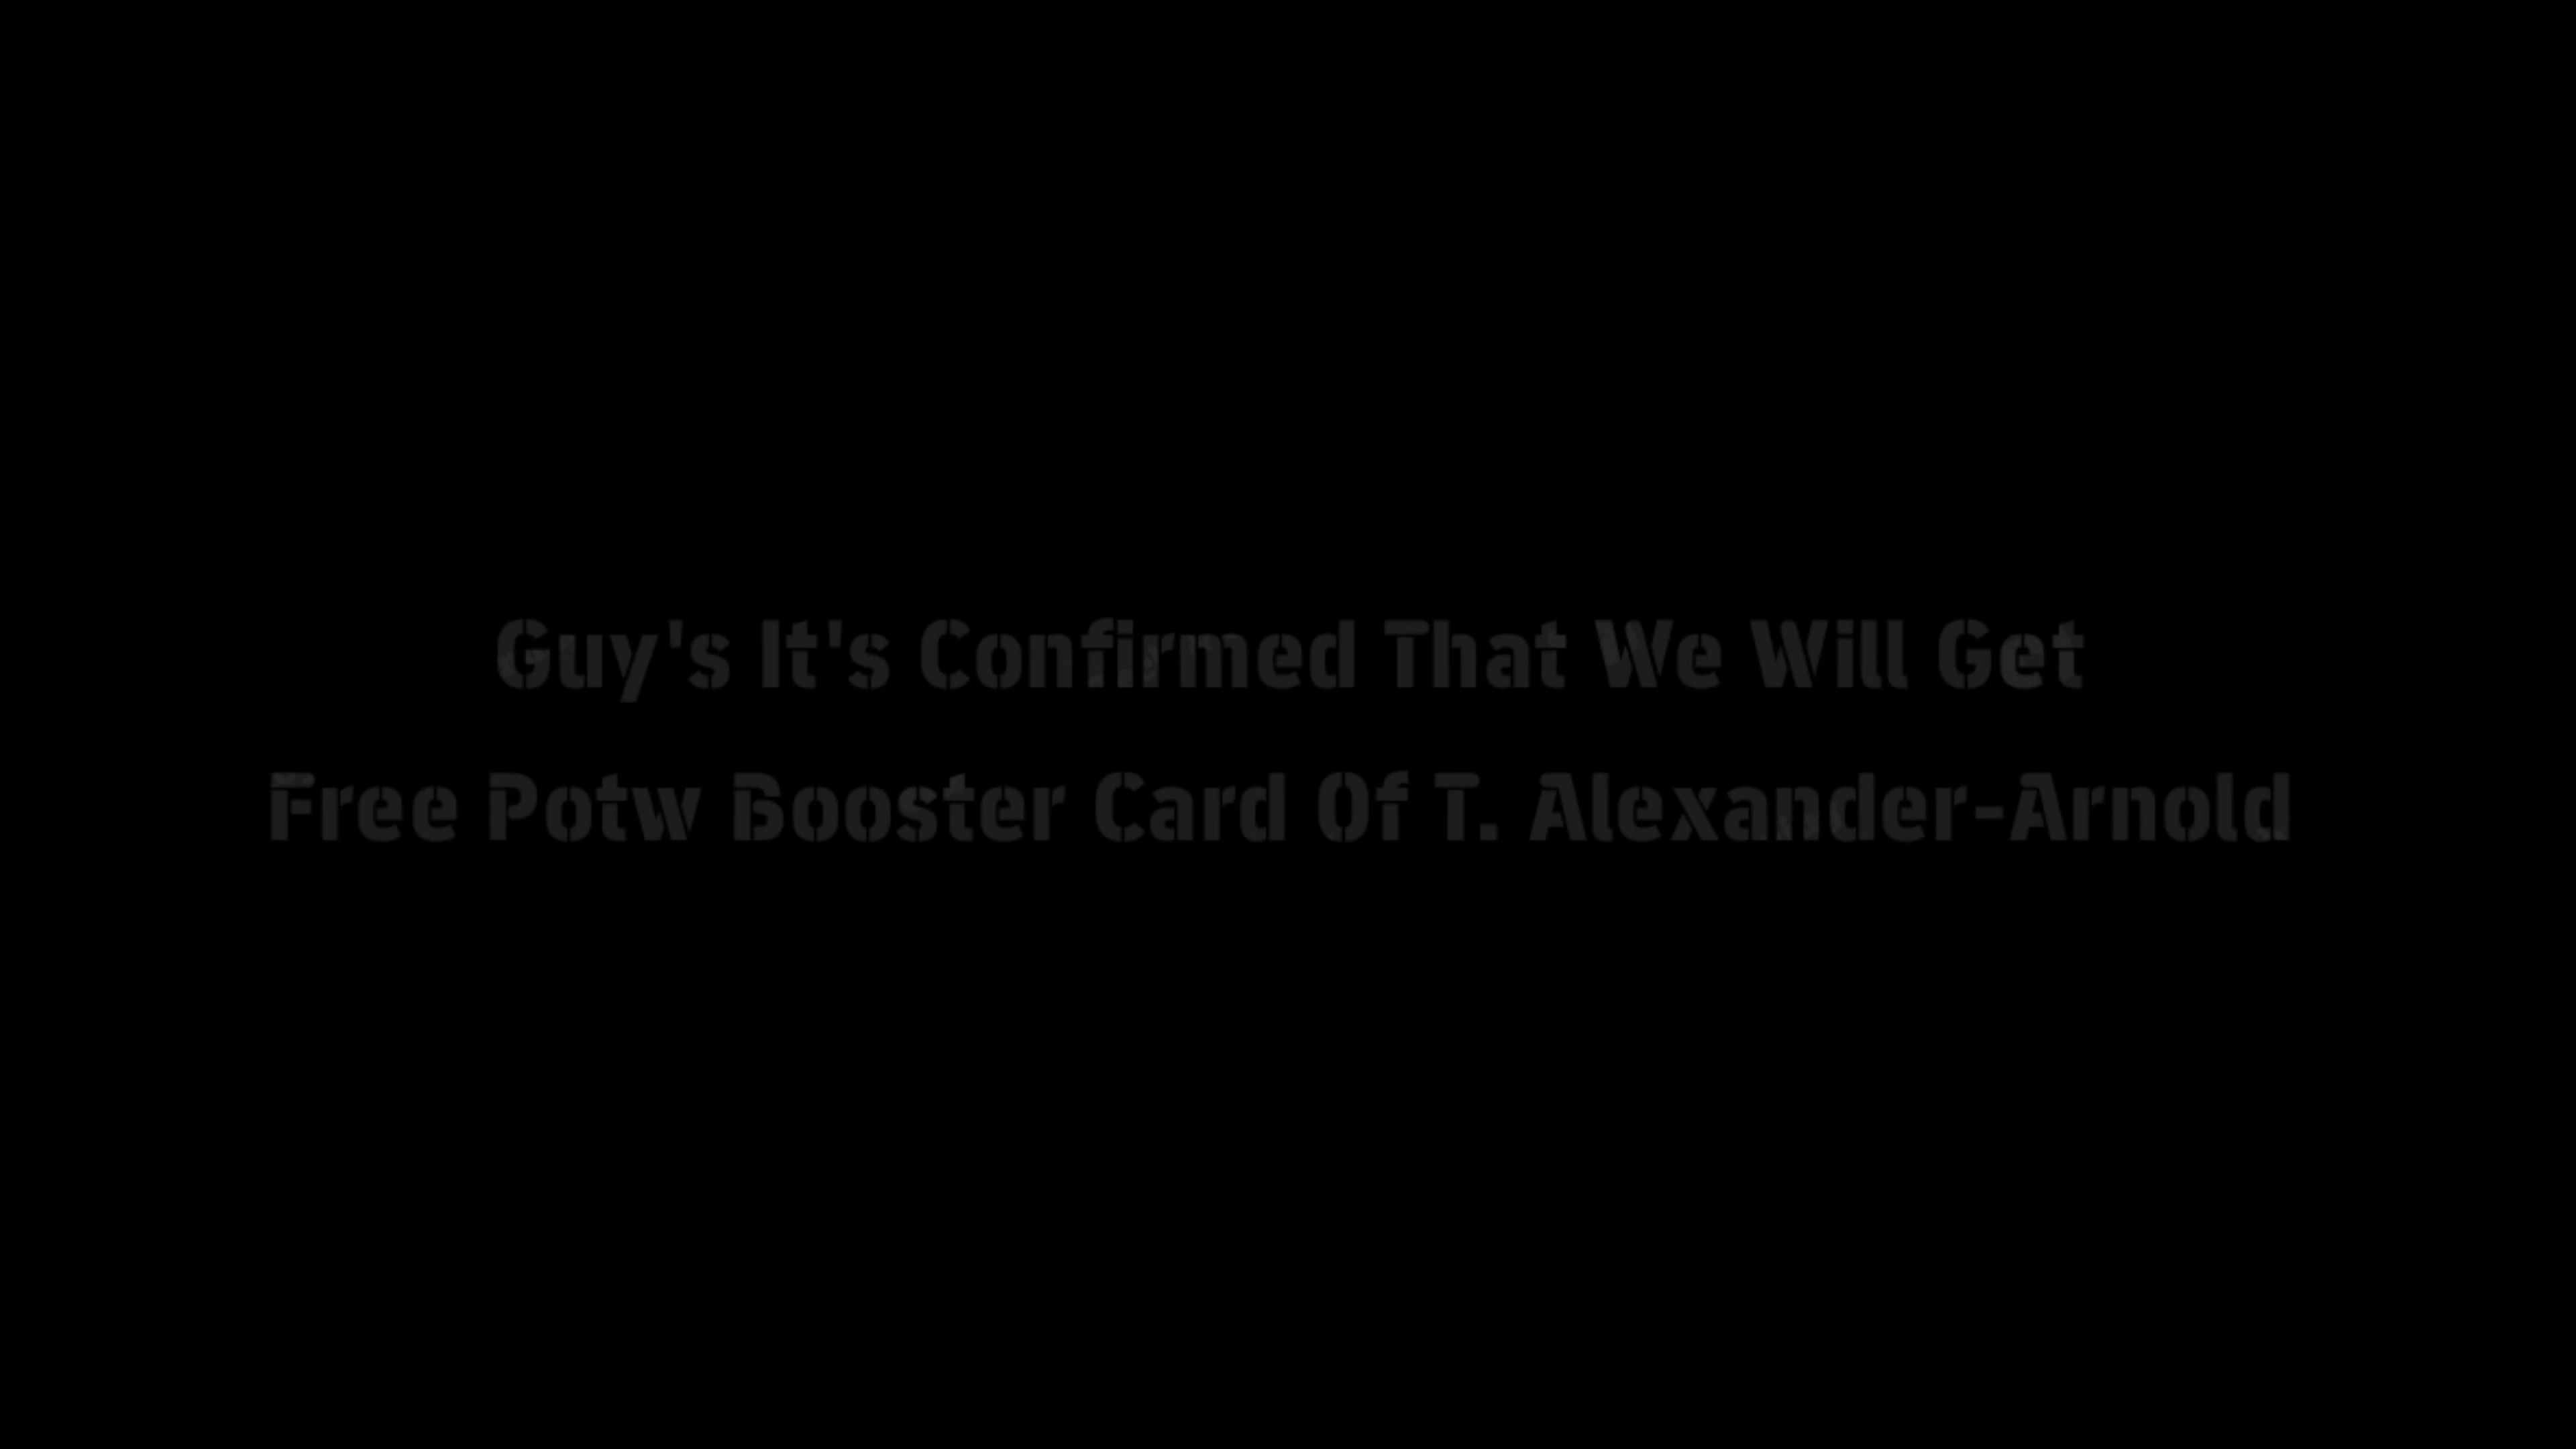 Guy's It's Confirmed That We Will Get
Free Potw Booster Card Of T. Alexander-Arnold